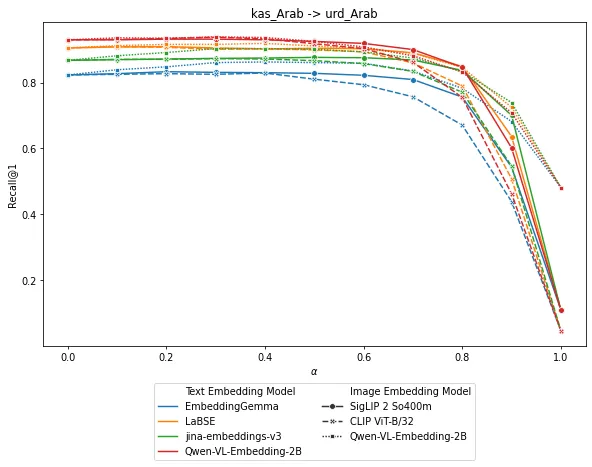 kas_Arab -> urd_Arab
Recall@1
0.8
0.6
0.4
0.2
0.0 0.2 0.4 0.6 0.8 1.0
α
Text Embedding Model
EmbeddingGemma
LaBSE
jina-embeddings-v3
Qwen-VL-Embedding-2B
Image Embedding Model
SigLIP 2 So400m
CLIP ViT-B/32
Qwen-VL-Embedding-2B